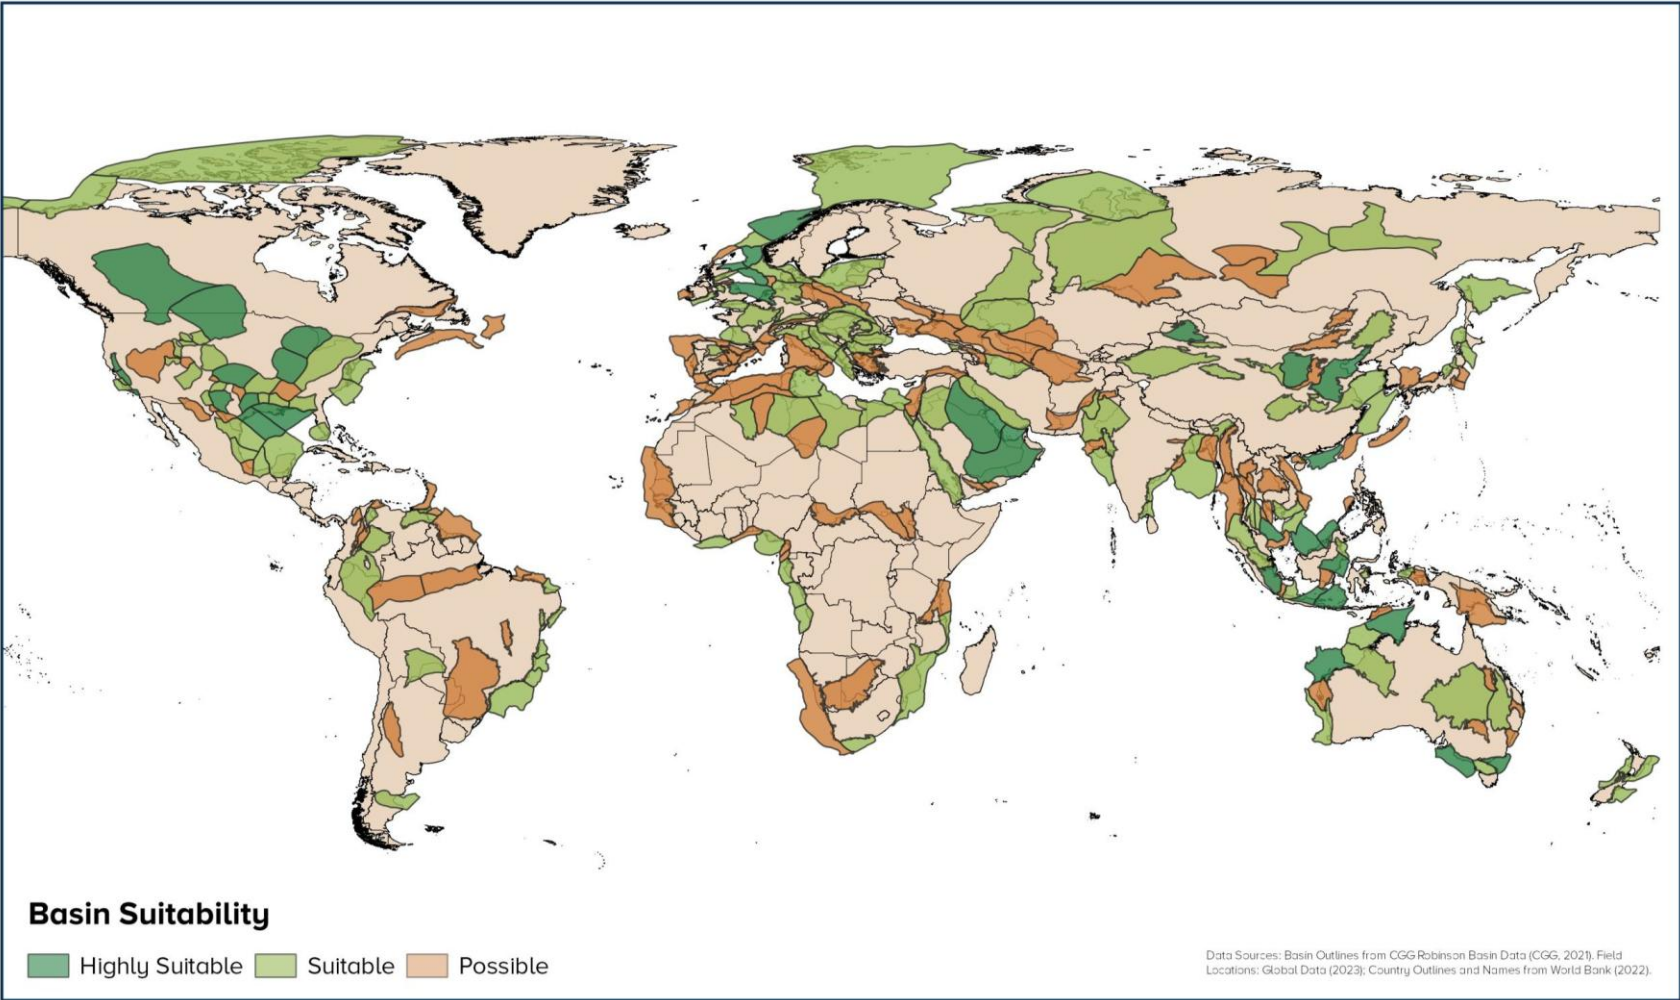 Basin Suitability
Highly Suitable Suitable Possible
Data Sources: Basin Outlines from CGG Robinson Basin Data (CGG, 2021). Field
Locations: Global Data (2023); Country Outlines and Names from World Bank (2022).